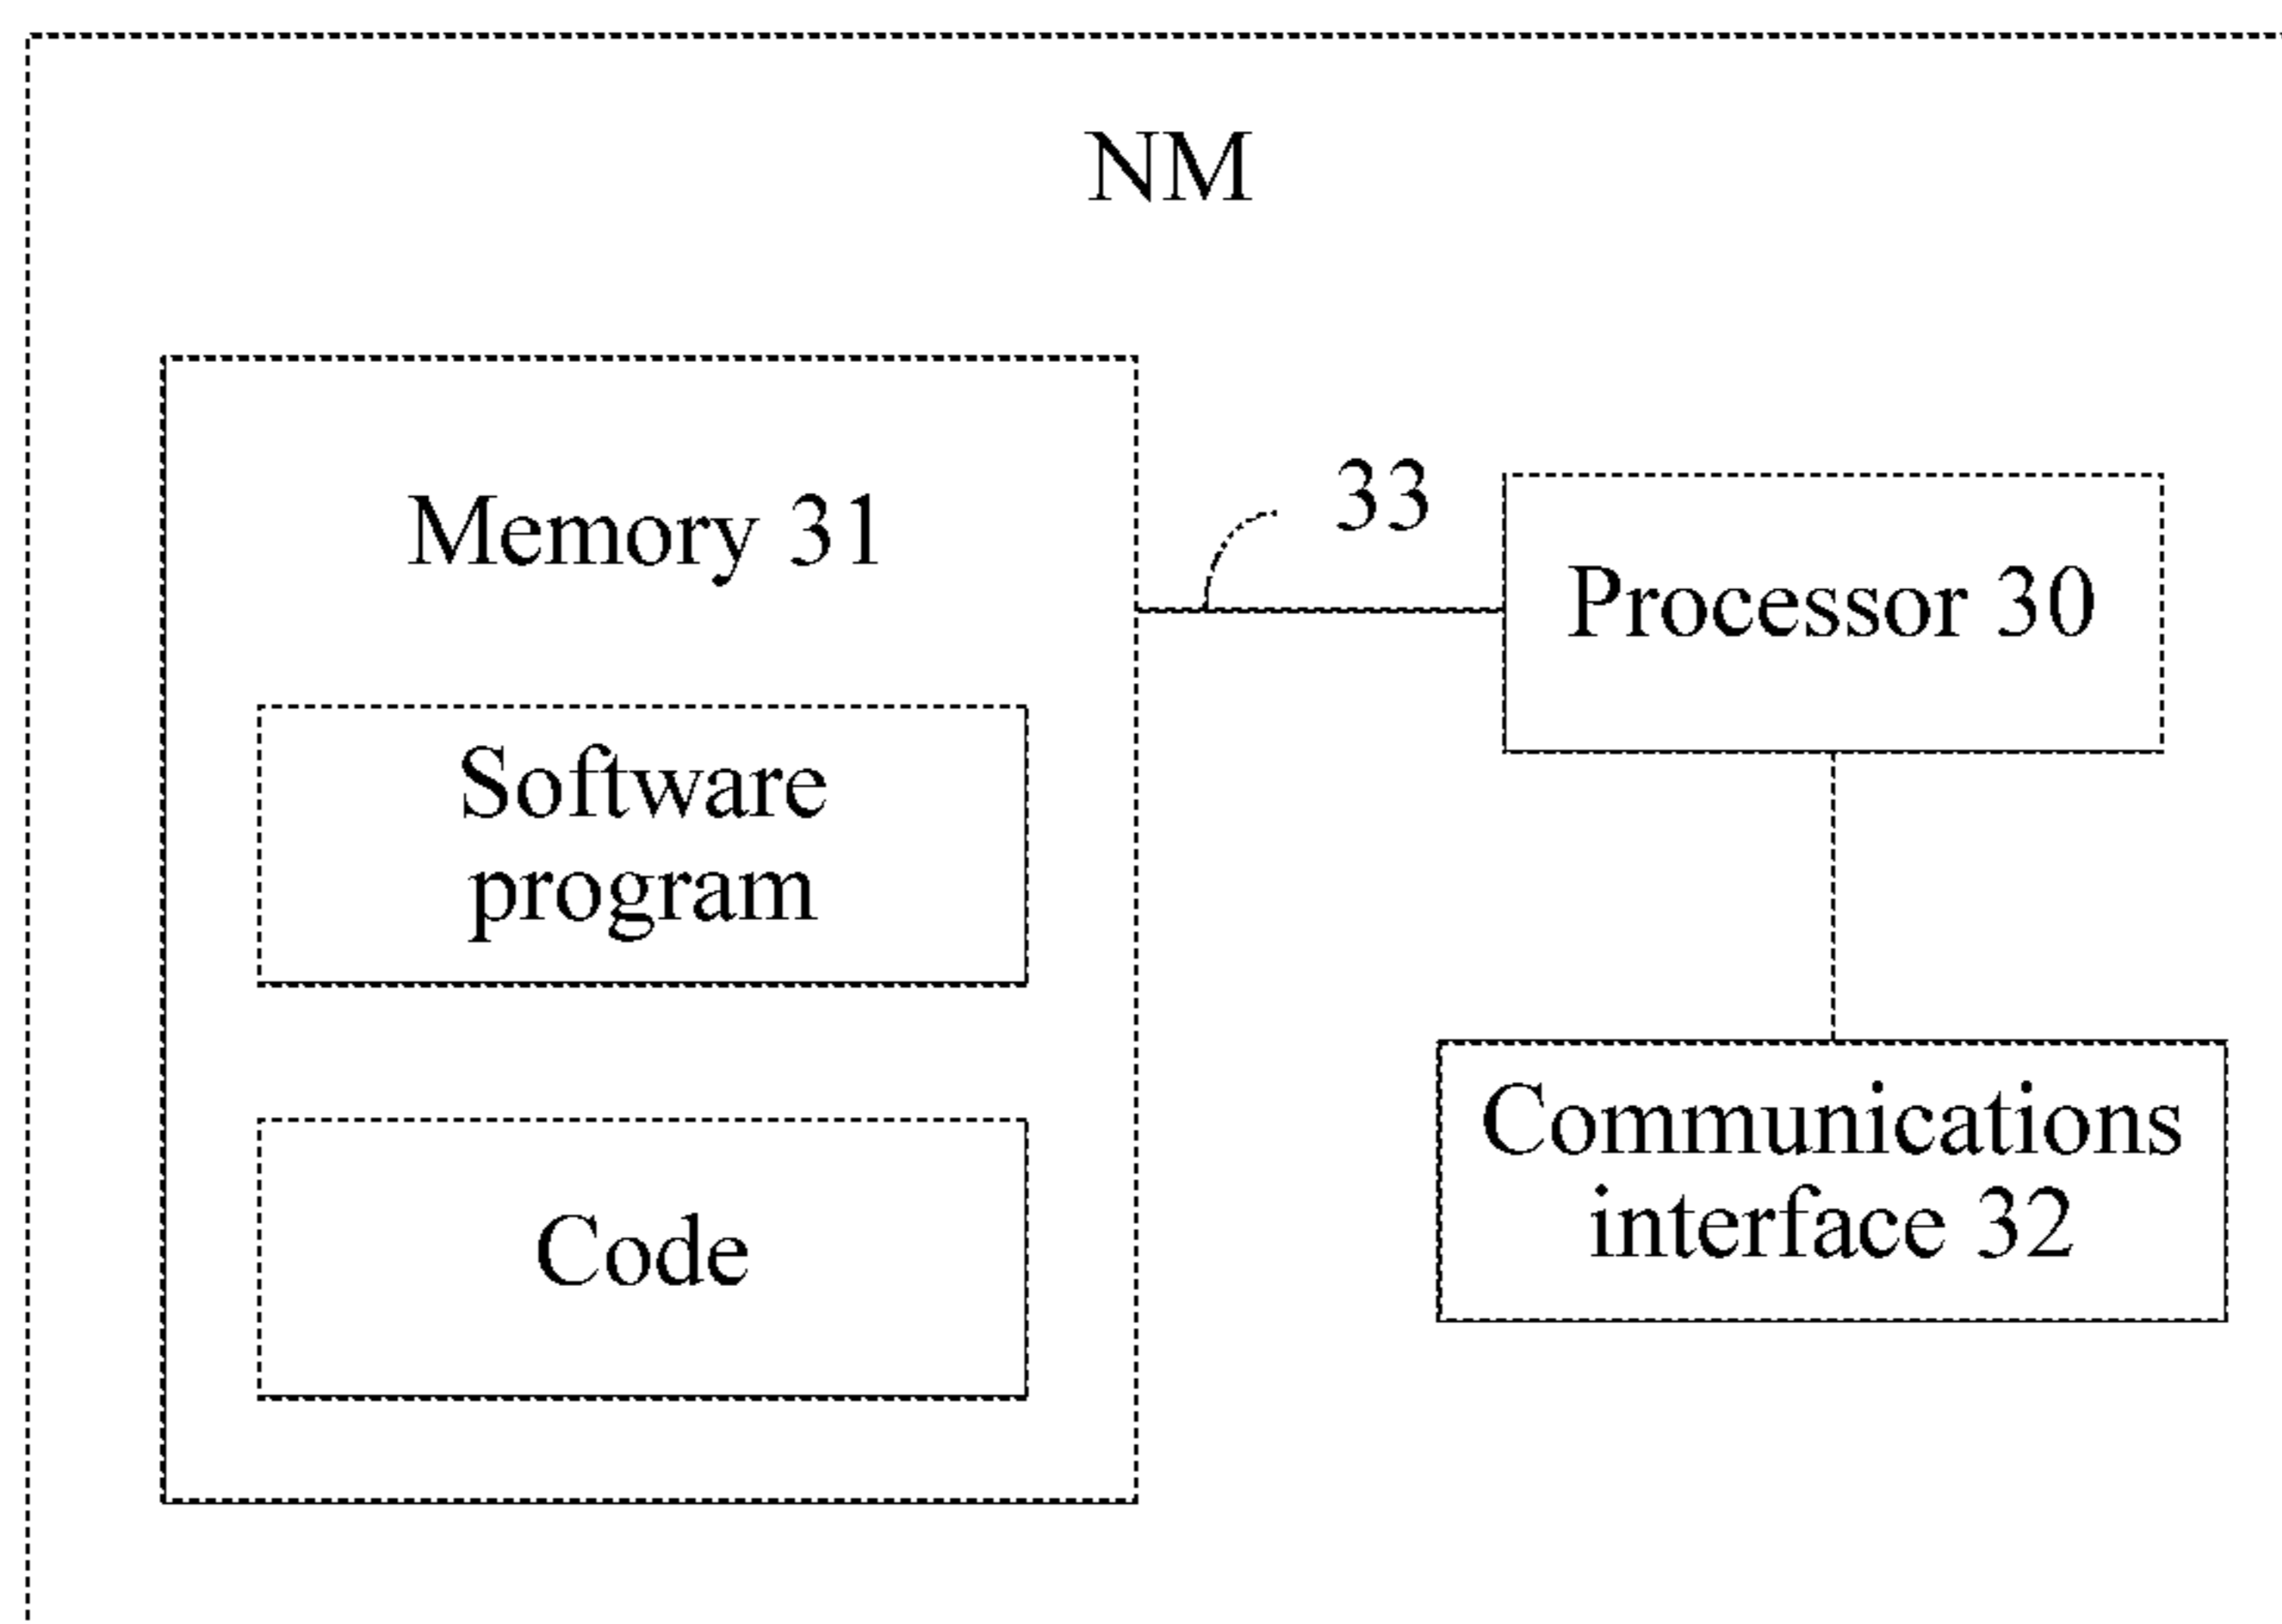 NM
Memory 31
Software
program
Code
33
Processor 30
Communications
interface 32